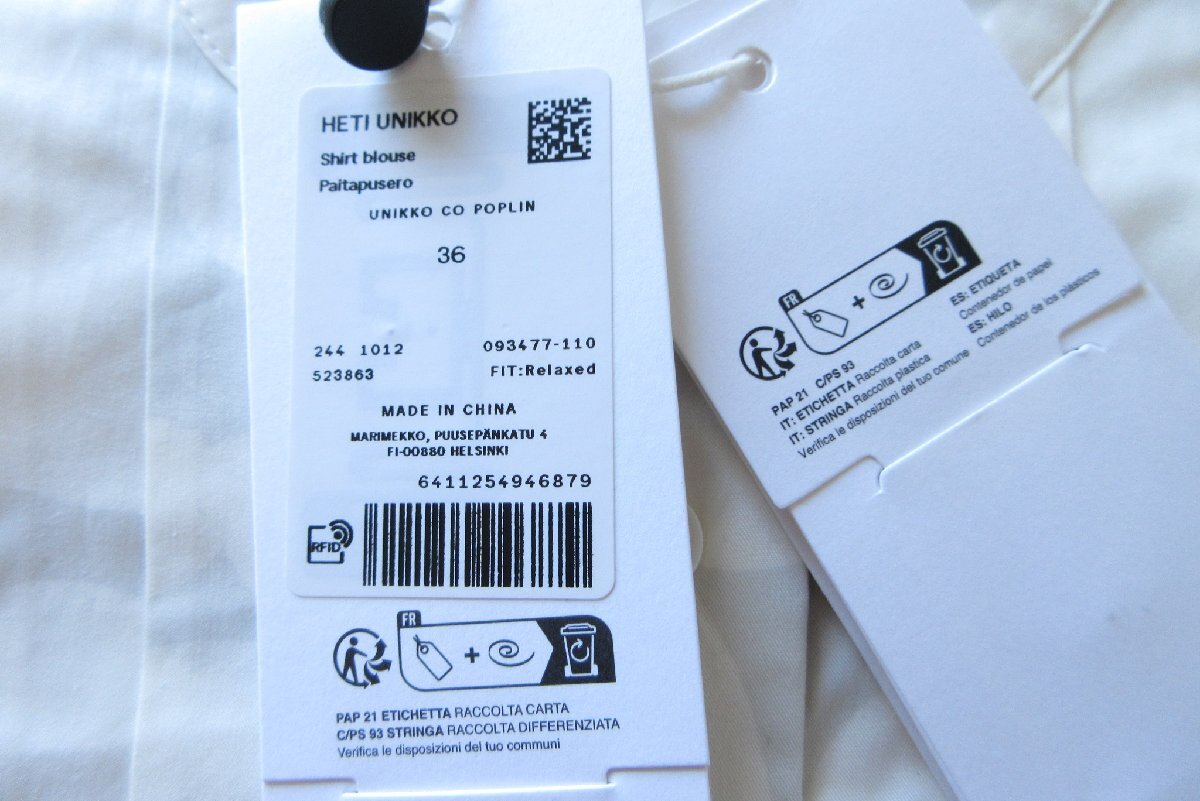 HETI UNIKKO
Shirt blouse
Paitapusero
UNIKKO CO POPLIN
36
244 1012
093477-110
523863
FIT:Relaxed
MADE IN CHINA
MARIMEKKO, PUUSEPÄNKATU 4
FI-00880 HELSINKI
6411254946879
RFID
FR
PAP 21 ETICHETTA RACCOLTA CARTA
C/PS 93 STRINGA RACCOLTA DIFFERENZIATA
Verifica le disposizioni del tuo communi
FR
PAP 21 C/PS 93
IT: ETICHETTA Raccolta carta
IT: STRINGA Raccolta plastica
Verifica le disposizioni del tuo comune
ES: ETIQUETA
Contenedor de papel
ES: HILO
Contenedor de los plásticos